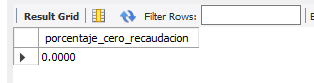 Result Grid Filter Rows:
porcentaje_cero_recaudacion
0.0000